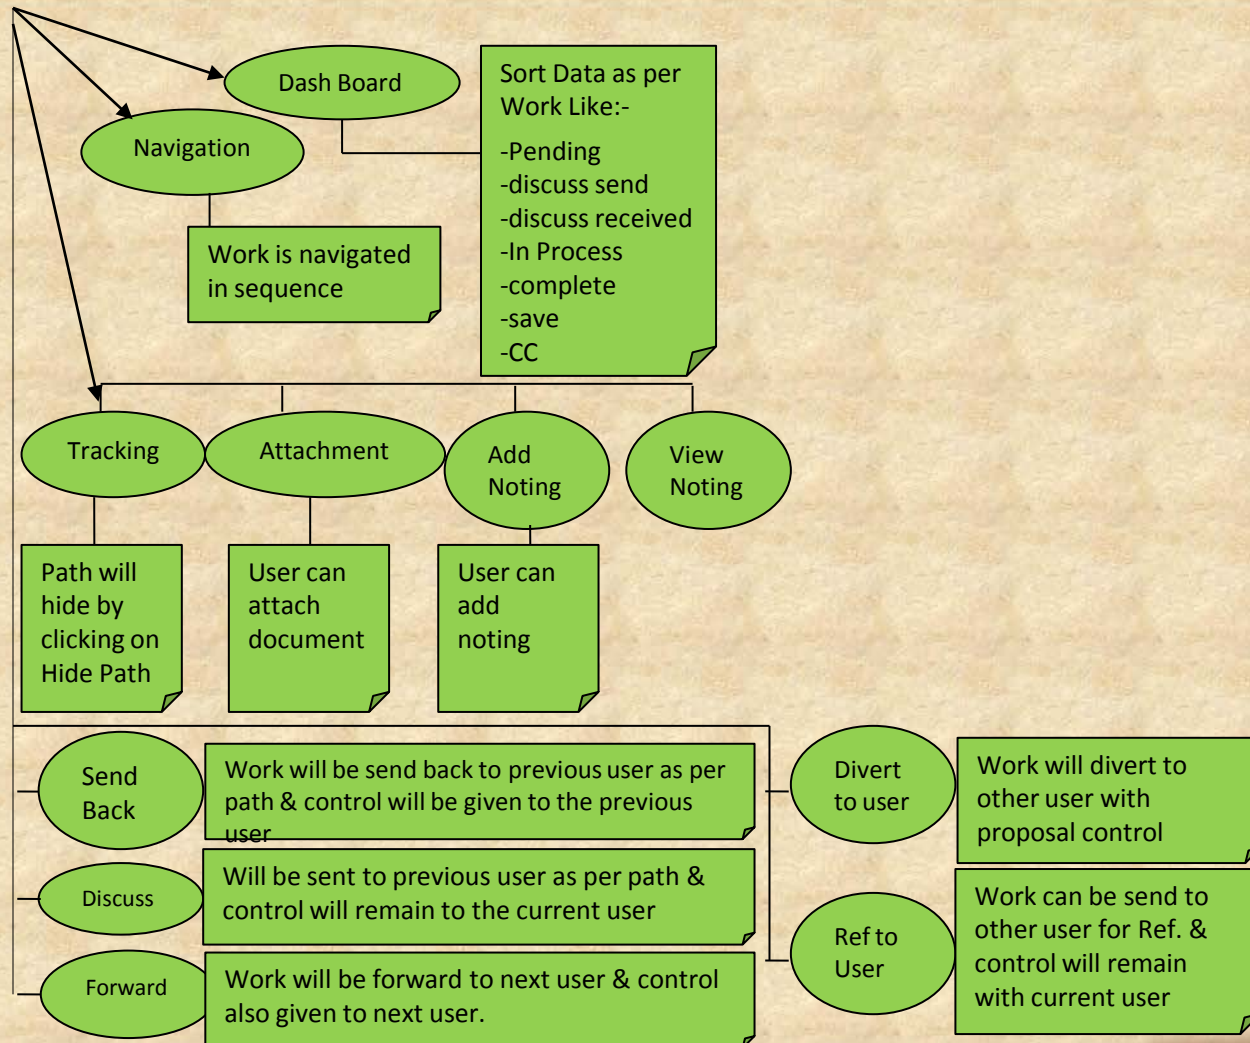 Dash Board
Sort Data as per
Work Like:-
-Pending
-discuss send
-discuss received
-In Process
-complete
-save
-CC
Navigation
Work is navigated
in sequence
Tracking
Attachment
Add
Noting
View
Noting
Path will
hide by
clicking on
Hide Path
User can
attach
document
User can
add
noting
Send
Back
Work will be send back to previous user as per
path & control will be given to the previous
user
Divert
to user
Work will divert to
other user with
proposal control
Discuss
Will be sent to previous user as per path &
control will remain to the current user
Ref to
User
Work can be send to
other user for Ref. &
control will remain
with current user
Forward
Work will be forward to next user & control
also given to next user.